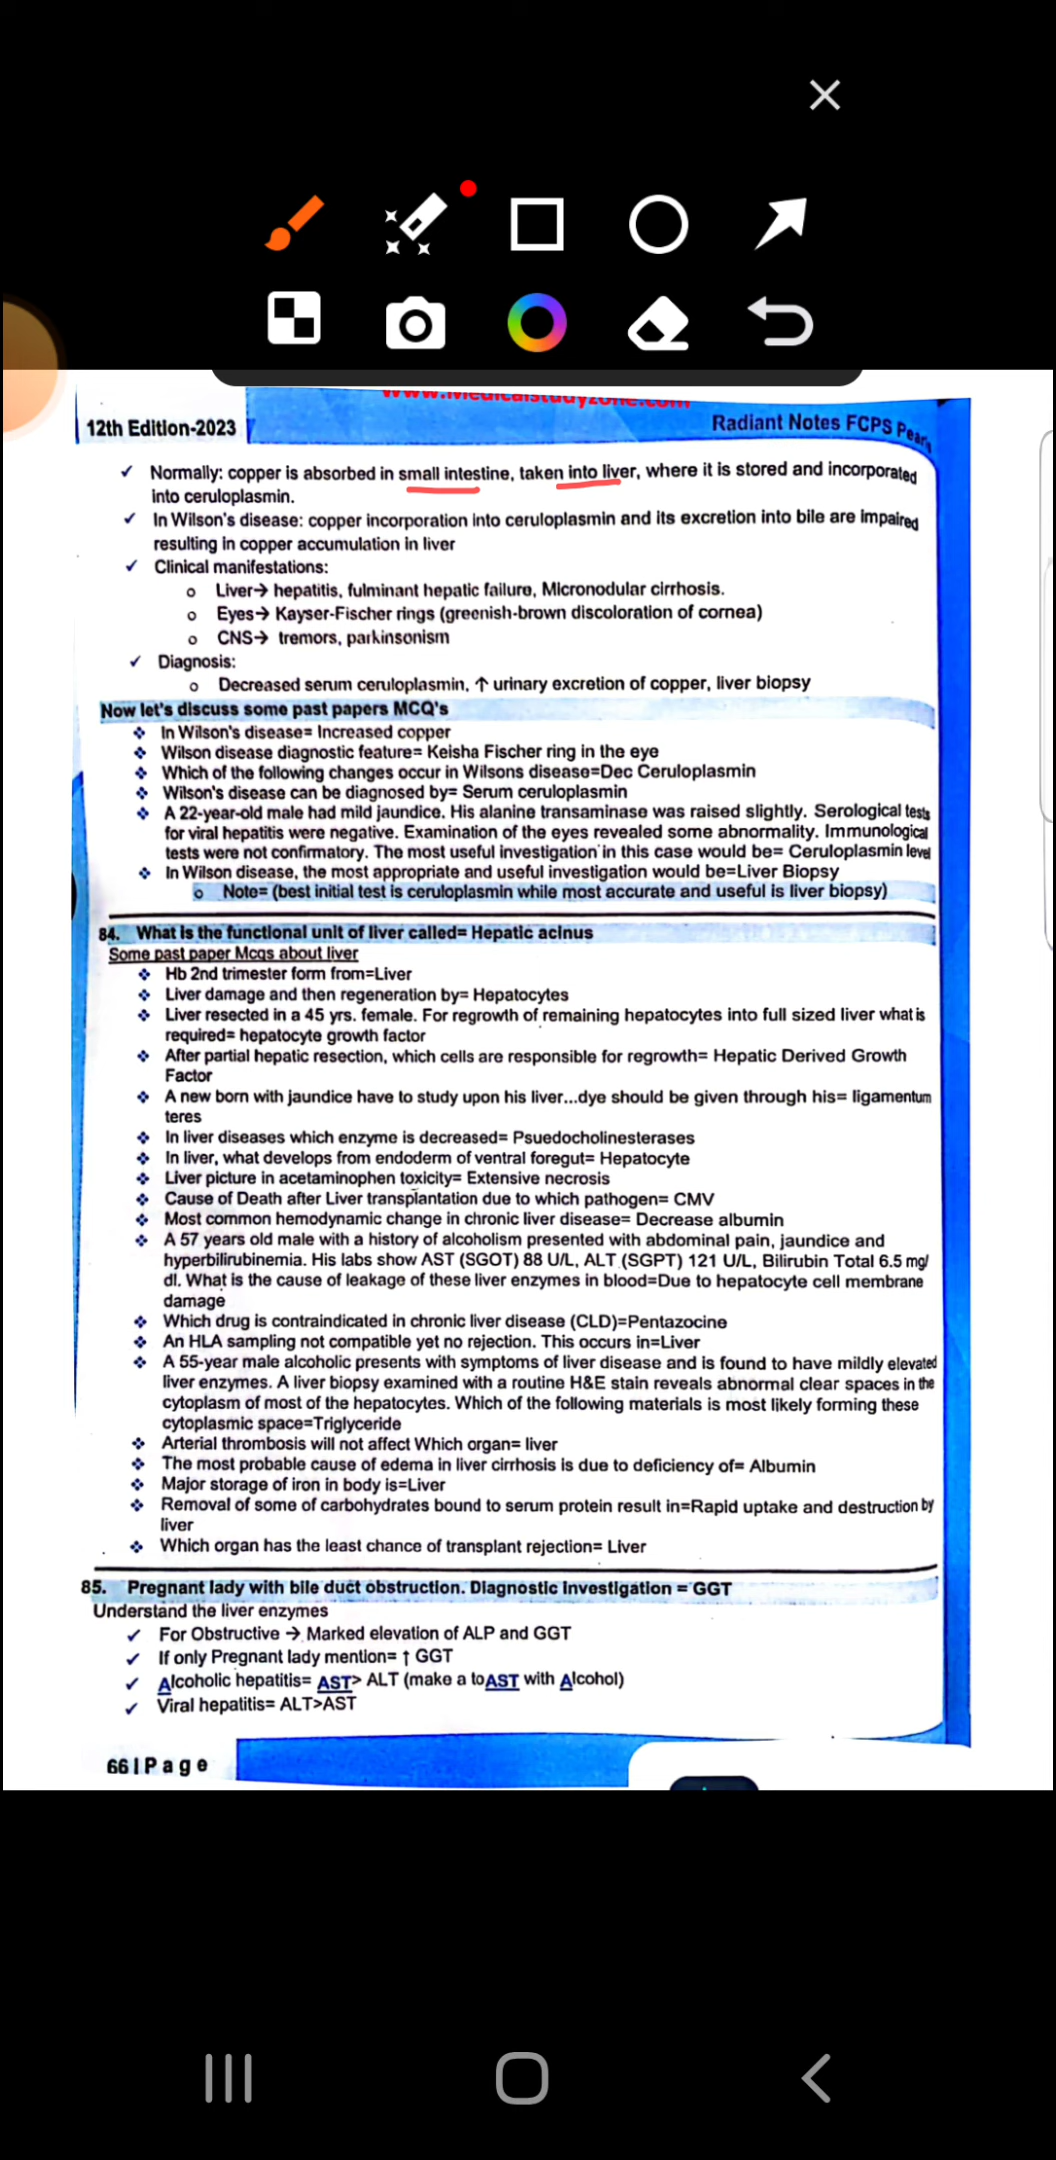 www.Medicalstudyzone.com
12th Edition-2023
Radiant Notes FCPS Pearls
✓ Normally: copper is absorbed in small intestine, taken into liver, where it is stored and incorporated
into ceruloplasmin.
✓ In Wilson's disease: copper incorporation into ceruloplasmin and its excretion into bile are impaired
resulting in copper accumulation in liver
✓ Clinical manifestations:
o Liver→ hepatitis, fulminant hepatic failure, Micronodular cirrhosis.
o Eyes→ Kayser-Fischer rings (greenish-brown discoloration of cornea)
o CNS→ tremors, parkinsonism
✓ Diagnosis:
o Decreased serum ceruloplasmin, ↑ urinary excretion of copper, liver biopsy
Now let's discuss some past papers MCQ's
❖ In Wilson's disease= Increased copper
❖ Wilson disease diagnostic feature= Keisha Fischer ring in the eye
❖ Which of the following changes occur in Wilsons disease=Dec Ceruloplasmin
❖ Wilson's disease can be diagnosed by= Serum ceruloplasmin
❖ A 22-year-old male had mild jaundice. His alanine transaminase was raised slightly. Serological tests
for viral hepatitis were negative. Examination of the eyes revealed some abnormality. Immunological
tests were not confirmatory. The most useful investigation in this case would be= Ceruloplasmin level
❖ In Wilson disease, the most appropriate and useful investigation would be=Liver Biopsy
o Note= (best initial test is ceruloplasmin while most accurate and useful is liver biopsy)
84. What is the functional unit of liver called= Hepatic acinus
Some past paper Mcqs about liver
❖ Hb 2nd trimester form from=Liver
❖ Liver damage and then regeneration by= Hepatocytes
❖ Liver resected in a 45 yrs. female. For regrowth of remaining hepatocytes into full sized liver what is
required= hepatocyte growth factor
❖ After partial hepatic resection, which cells are responsible for regrowth= Hepatic Derived Growth
Factor
❖ A new born with jaundice have to study upon his liver...dye should be given through his= ligamentum
teres
❖ In liver diseases which enzyme is decreased= Psuedocholinesterases
❖ In liver, what develops from endoderm of ventral foregut= Hepatocyte
❖ Liver picture in acetaminophen toxicity= Extensive necrosis
❖ Cause of Death after Liver transplantation due to which pathogen= CMV
❖ Most common hemodynamic change in chronic liver disease= Decrease albumin
❖ A 57 years old male with a history of alcoholism presented with abdominal pain, jaundice and
hyperbilirubinemia. His labs show AST (SGOT) 88 U/L, ALT (SGPT) 121 U/L, Bilirubin Total 6.5 mg/
dl. What is the cause of leakage of these liver enzymes in blood=Due to hepatocyte cell membrane
damage
❖ Which drug is contraindicated in chronic liver disease (CLD)=Pentazocine
❖ An HLA sampling not compatible yet no rejection. This occurs in=Liver
❖ A 55-year male alcoholic presents with symptoms of liver disease and is found to have mildly elevated
liver enzymes. A liver biopsy examined with a routine H&E stain reveals abnormal clear spaces in the
cytoplasm of most of the hepatocytes. Which of the following materials is most likely forming these
cytoplasmic space=Triglyceride
❖ Arterial thrombosis will not affect Which organ= liver
❖ The most probable cause of edema in liver cirrhosis is due to deficiency of= Albumin
❖ Major storage of iron in body is=Liver
❖ Removal of some of carbohydrates bound to serum protein result in=Rapid uptake and destruction by
liver
❖ Which organ has the least chance of transplant rejection= Liver
85. Pregnant lady with bile duct obstruction. Diagnostic Investigation = GGT
Understand the liver enzymes
✓ For Obstructive → Marked elevation of ALP and GGT
✓ If only Pregnant lady mention= ↑ GGT
✓ Alcoholic hepatitis= AST> ALT (make a toAST with Alcohol)
✓ Viral hepatitis= ALT>AST
66 | P a g e